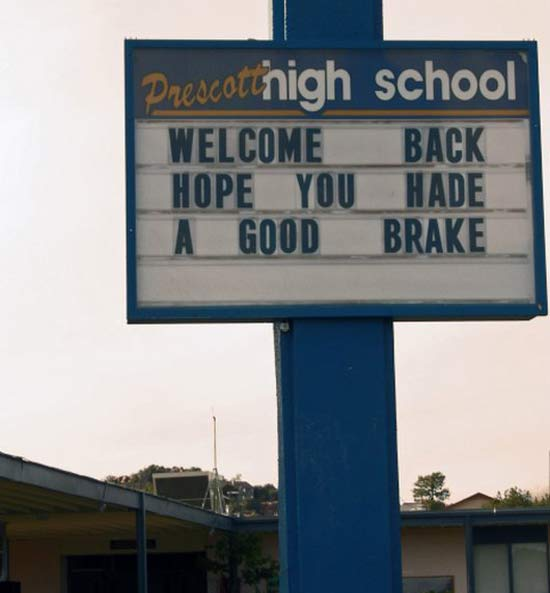 Prescott high school
WELCOME BACK
HOPE YOU HADE
A GOOD BRAKE